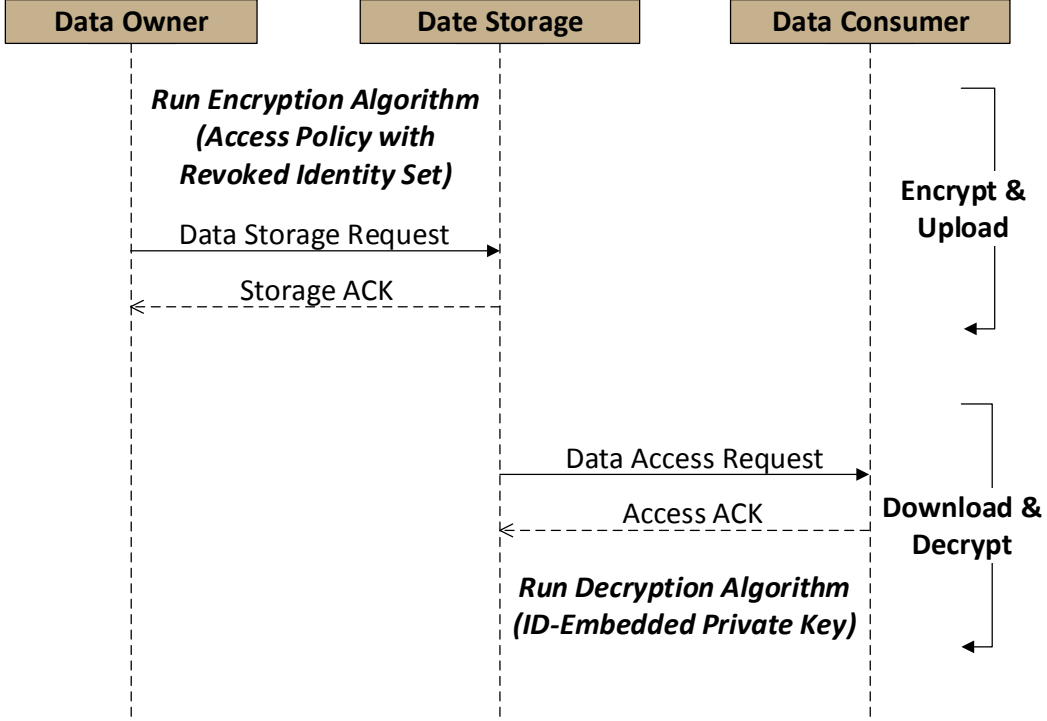 Data Owner
Date Storage
Data Consumer
Run Encryption Algorithm
(Access Policy with
Revoked Identity Set)
Encrypt &
Upload
Data Storage Request
Storage ACK
Data Access Request
Access ACK
Download &
Decrypt
Run Decryption Algorithm
(ID-Embedded Private Key)